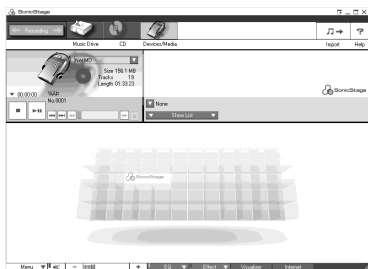 SonicStage
Recording
Music Drive CD Devices/Media Import Help
NetMD
Size 156.1 MB
Tracks 19
Length 01:33:23
00:00:00
No.0001
SonicStage
None
Show List
SonicStage
Menu EQ Effect Visualizer Internet